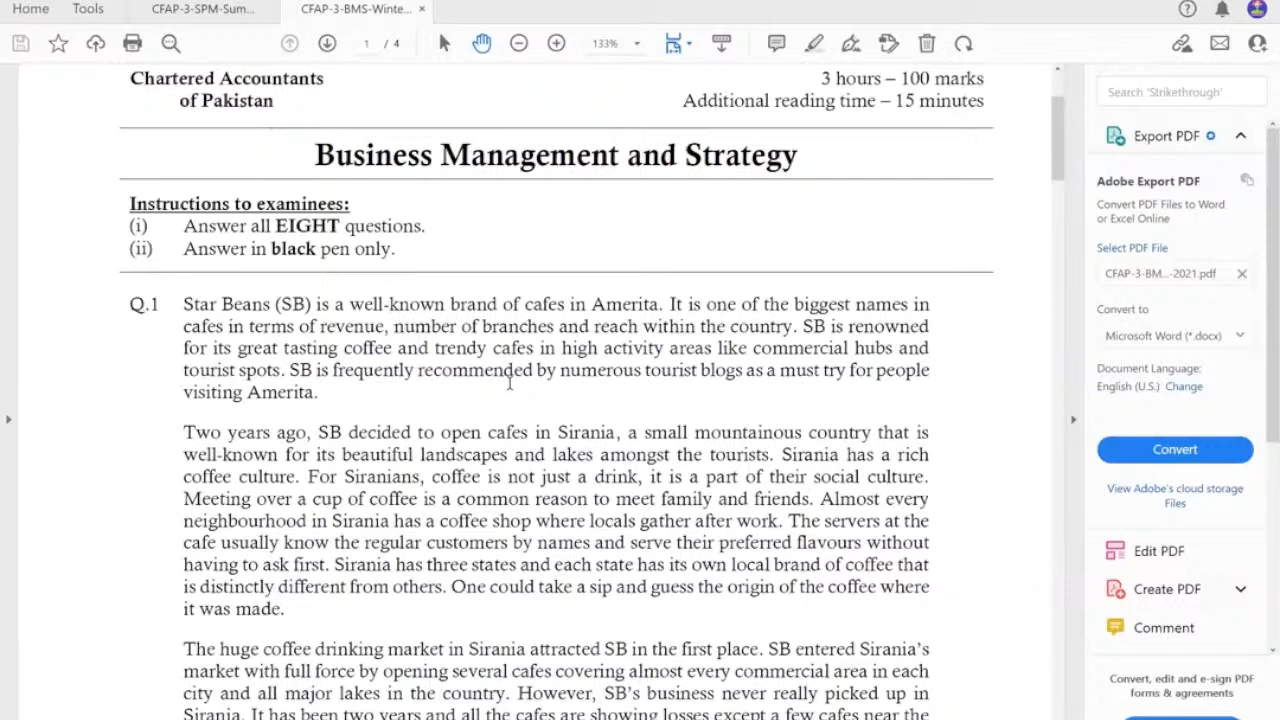 Home
Tools
CFAP-3-SPM-Sum...
CFAP-3-BMS-Winte... ×
1 / 4
133%
Chartered Accountants
of Pakistan
3 hours – 100 marks
Additional reading time – 15 minutes
Business Management and Strategy
Instructions to examinees:
(i) Answer all EIGHT questions.
(ii) Answer in black pen only.
Q.1 Star Beans (SB) is a well-known brand of cafes in Amerita. It is one of the biggest names in
cafes in terms of revenue, number of branches and reach within the country. SB is renowned
for its great tasting coffee and trendy cafes in high activity areas like commercial hubs and
tourist spots. SB is frequently recommended by numerous tourist blogs as a must try for people
visiting Amerita.
Two years ago, SB decided to open cafes in Sirania, a small mountainous country that is
well-known for its beautiful landscapes and lakes amongst the tourists. Sirania has a rich
coffee culture. For Siranians, coffee is not just a drink, it is a part of their social culture.
Meeting over a cup of coffee is a common reason to meet family and friends. Almost every
neighbourhood in Sirania has a coffee shop where locals gather after work. The servers at the
cafe usually know the regular customers by names and serve their preferred flavours without
having to ask first. Sirania has three states and each state has its own local brand of coffee that
is distinctly different from others. One could take a sip and guess the origin of the coffee where
it was made.
The huge coffee drinking market in Sirania attracted SB in the first place. SB entered Sirania's
market with full force by opening several cafes covering almost every commercial area in each
city and all major lakes in the country. However, SB's business never really picked up in
Sirania. It has been two years and all the cafes are showing losses except a few cafes near the
Search 'Strikethrough'
Export PDF
Adobe Export PDF
Convert PDF Files to Word
or Excel Online
Select PDF File
CFAP-3-BM...-2021.pdf
Convert to
Microsoft Word (*.docx)
Document Language:
English (U.S.) Change
Convert
View Adobe's cloud storage
Files
Edit PDF
Create PDF
Comment
Convert, edit and e-sign PDF
forms & agreements